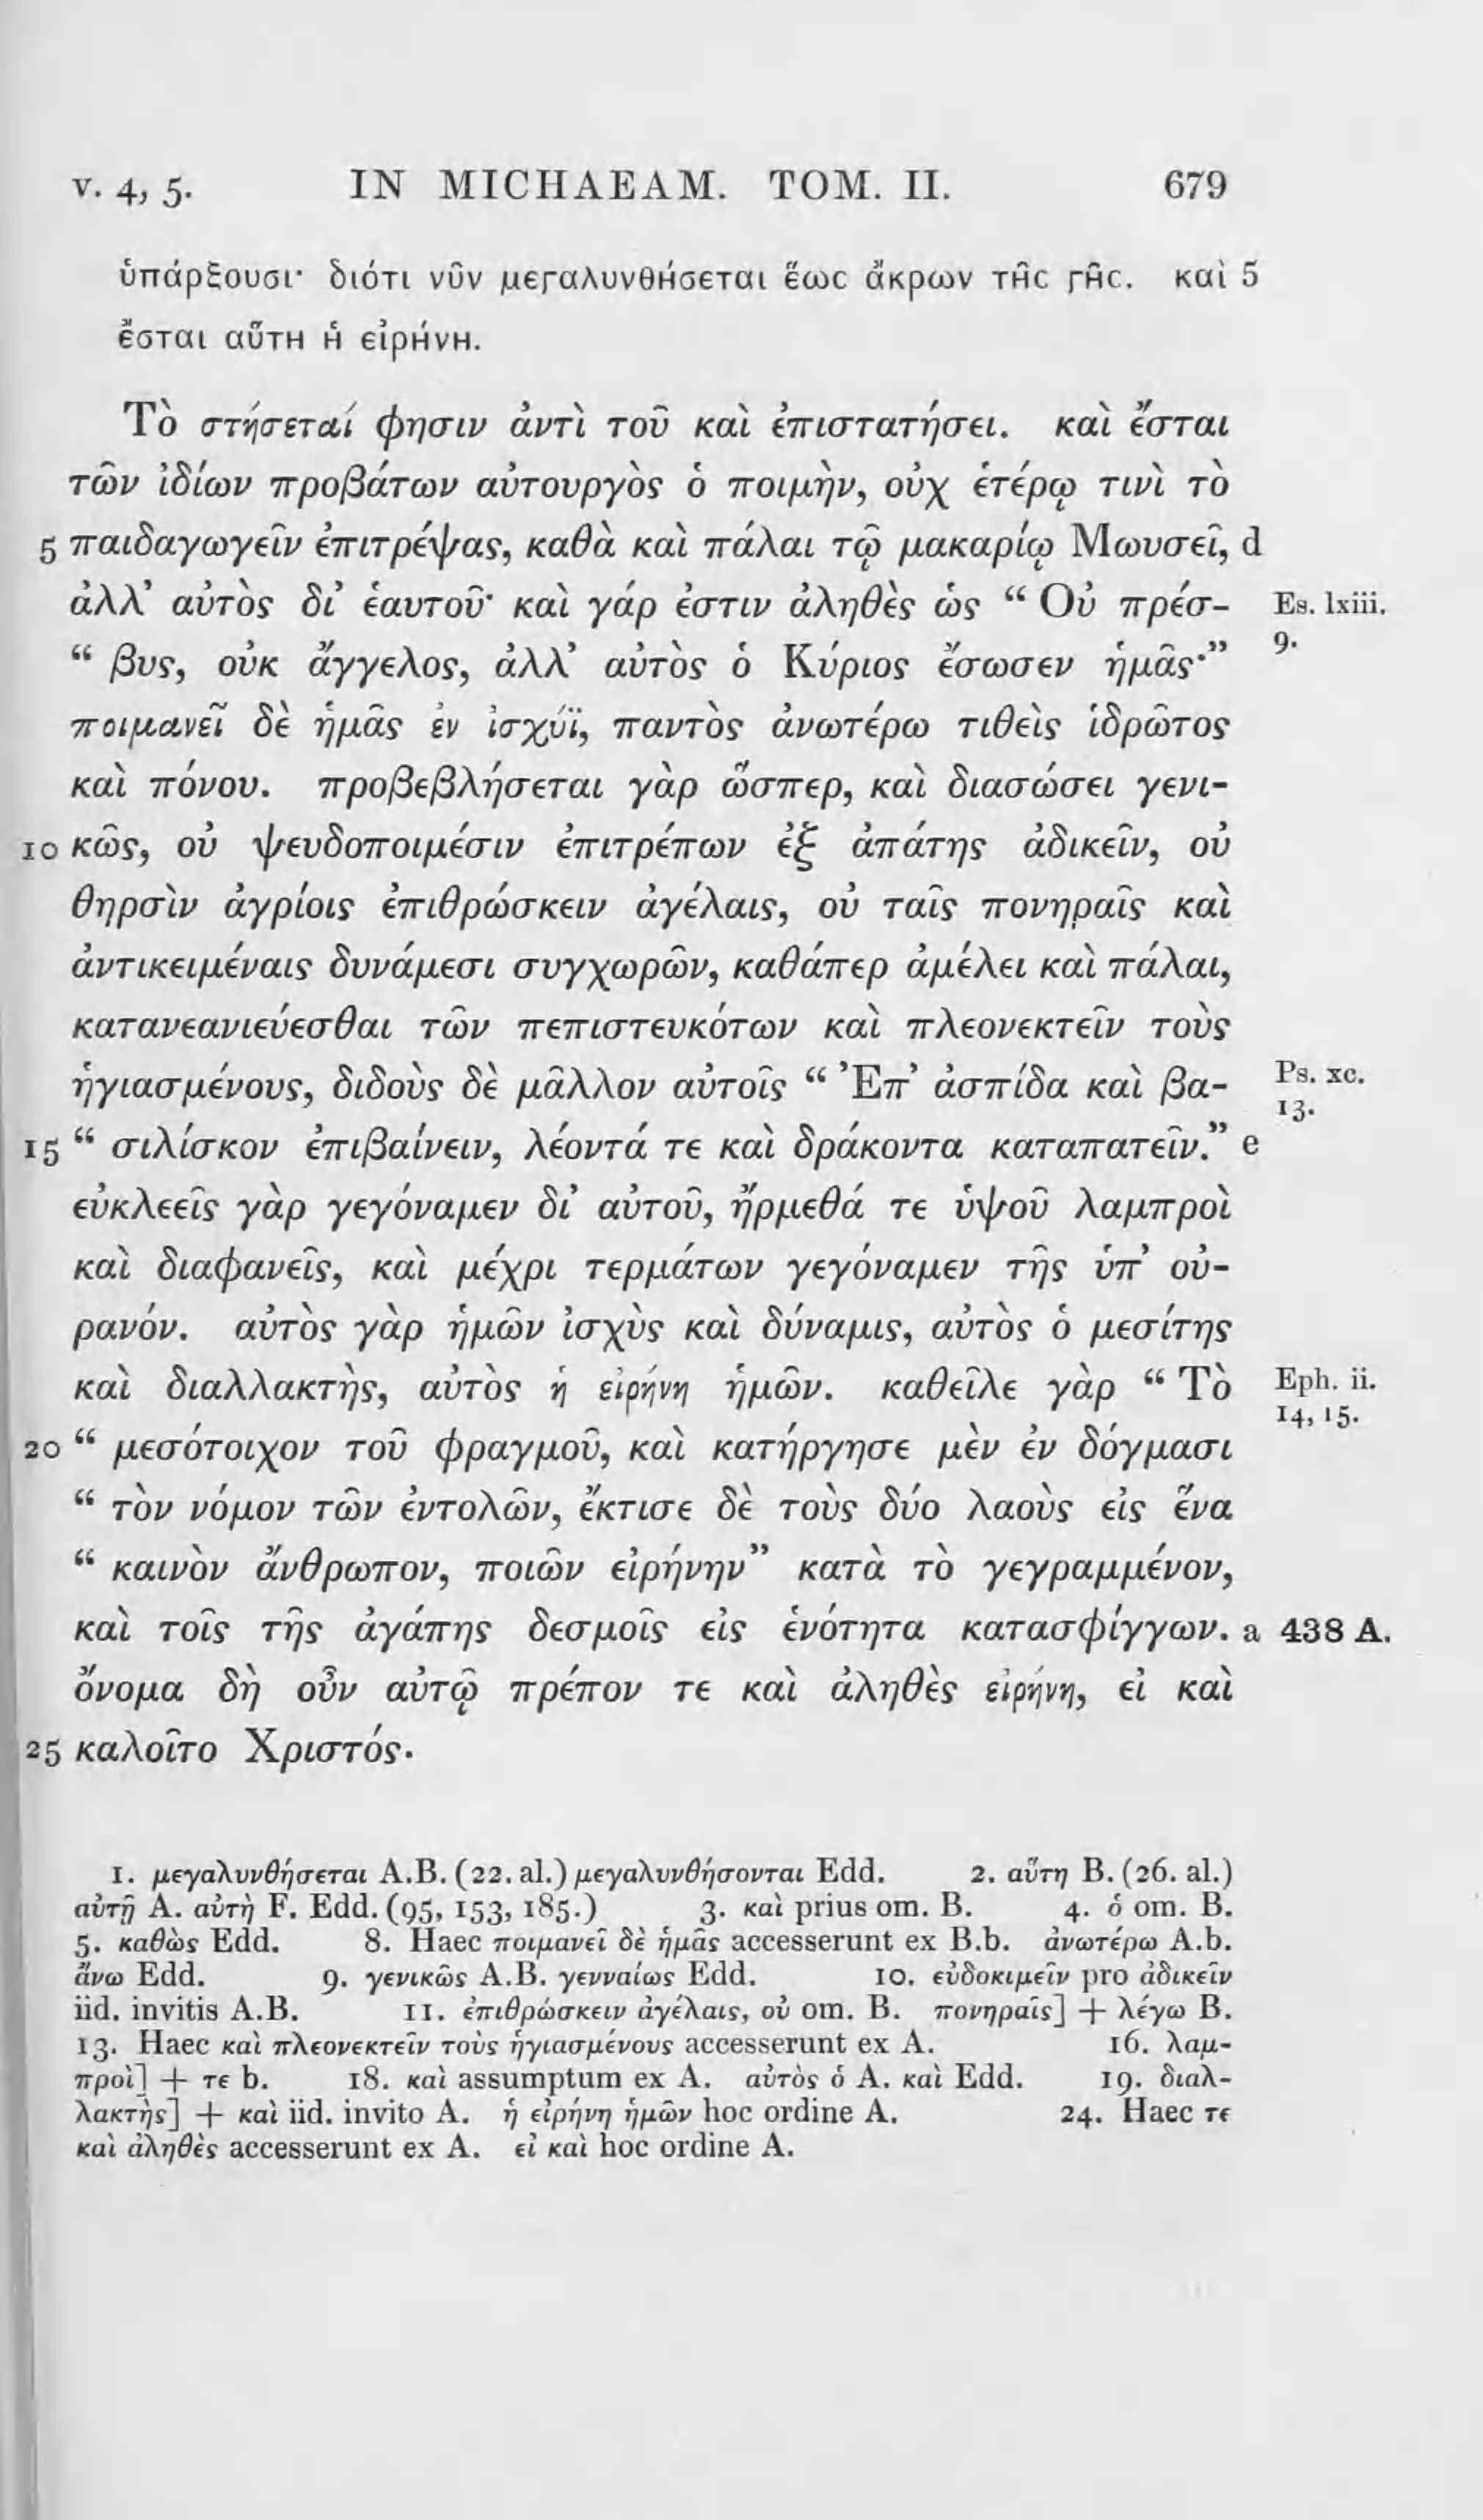 v. 4, 5. IN MICHAEAM. TOM. II. 679
ὑπάρξουσι· διότι νῦν μεγαλυνθήσεται ἕως ἄκρων τῆς γῆς. καὶ 5
ἔσται αὕτη ἡ εἰρήνη.
Τὸ στήσεταί φησιν ἀντὶ τοῦ καὶ ἐπιστατήσει. καὶ ἔσται
τῶν ἰδίων προβάτων αὐτουργὸς ὁ ποιμὴν, οὐχ ἑτέρῳ τινὶ τὸ
5 παιδαγωγεῖν ἐπιτρέψας, καθὰ καὶ πάλαι τῷ μακαρίῳ Μωυσεῖ, d
ἀλλ’ αὐτὸς δι’ ἑαυτοῦ· καὶ γάρ ἐστιν ἀληθὲς ὡς “ Οὐ πρέσ- Es. lxiii.
“ βυς, οὐκ ἄγγελος, ἀλλ’ αὐτὸς ὁ Κύριος ἔσωσεν ἡμᾶς·” 9.
ποιμανεῖ δὲ ἡμᾶς ἐν ἰσχύϊ, παντὸς ἀνωτέρω τιθεὶς ἱδρῶτος
καὶ πόνου. προβεβλήσεται γὰρ ὥσπερ, καὶ διασώσει γενι-
10 κῶς, οὐ ψευδοποιμέσιν ἐπιτρέπων ἐξ ἀπάτης ἀδικεῖν, οὐ
θηρσὶν ἀγρίοις ἐπιθρώσκειν ἀγέλαις, οὐ ταῖς πονηραῖς καὶ
ἀντικειμέναις δυνάμεσι συγχωρῶν, καθάπερ ἀμέλει καὶ πάλαι,
κατανεανιεύεσθαι τῶν πεπιστευκότων καὶ πλεονεκτεῖν τοὺς
ἡγιασμένους, διδοὺς δὲ μᾶλλον αὐτοῖς “ Ἐπ’ ἀσπίδα καὶ βα- Ps. xc.
13.
15 “ σιλίσκον ἐπιβαίνειν, λέοντά τε καὶ δράκοντα καταπατεῖν.” e
εὐκλεεῖς γὰρ γεγόναμεν δι’ αὐτοῦ, ἤρμεθά τε ὑψοῦ λαμπροὶ
καὶ διαφανεῖς, καὶ μέχρι τερμάτων γεγόναμεν τῆς ὑπ’ οὐ-
ρανόν. αὐτὸς γὰρ ἡμῶν ἰσχὺς καὶ δύναμις, αὐτὸς ὁ μεσίτης
καὶ διαλλακτὴς, αὐτὸς ἡ εἰρήνη ἡμῶν. καθεῖλε γὰρ “ Τὸ Eph. ii.
14, 15.
20 “ μεσότοιχον τοῦ φραγμοῦ, καὶ κατήργησε μὲν ἐν δόγμασι
“ τὸν νόμον τῶν ἐντολῶν, ἔκτισε δὲ τοὺς δύο λαοὺς εἰς ἕνα
“ καινὸν ἄνθρωπον, ποιῶν εἰρήνην” κατὰ τὸ γεγραμμένον,
καὶ τοῖς τῆς ἀγάπης δεσμοῖς εἰς ἑνότητα κατασφίγγων. a 438 A.
ὄνομα δὴ οὖν αὐτῷ πρέπον τε καὶ ἀληθὲς εἰρήνη, εἰ καὶ
25 καλοῖτο Χριστός.
1. μεγαλυνθήσεται A.B. (22. al.) μεγαλυνθήσονται Edd. 2. αὕτη B. (26. al.)
αὐτῇ A. αὐτὴ F. Edd. (95, 153, 185.) 3. καὶ prius om. B. 4. ὁ om. B.
5. καθὼς Edd. 8. Haec ποιμανεῖ δὲ ἡμᾶς accesserunt ex B.b. ἀνωτέρω A.b.
ἄνω Edd. 9. γενικῶς A.B. γενναίως Edd. 10. εὐδοκιμεῖν pro ἀδικεῖν
iid. invitis A.B. 11. ἐπιθρώσκειν ἀγέλαις, οὐ om. B. πονηραῖς] + λέγω B.
13. Haec καὶ πλεονεκτεῖν τοὺς ἡγιασμένους accesserunt ex A. 16. λαμ-
προὶ] + τε b. 18. καὶ assumptum ex A. αὐτὸς ὁ A. καὶ Edd. 19. διαλ-
λακτὴς] + καὶ iid. invito A. ἡ εἰρήνη ἡμῶν hoc ordine A. 24. Haec τε
καὶ ἀληθὲς accesserunt ex A. εἰ καὶ hoc ordine A.